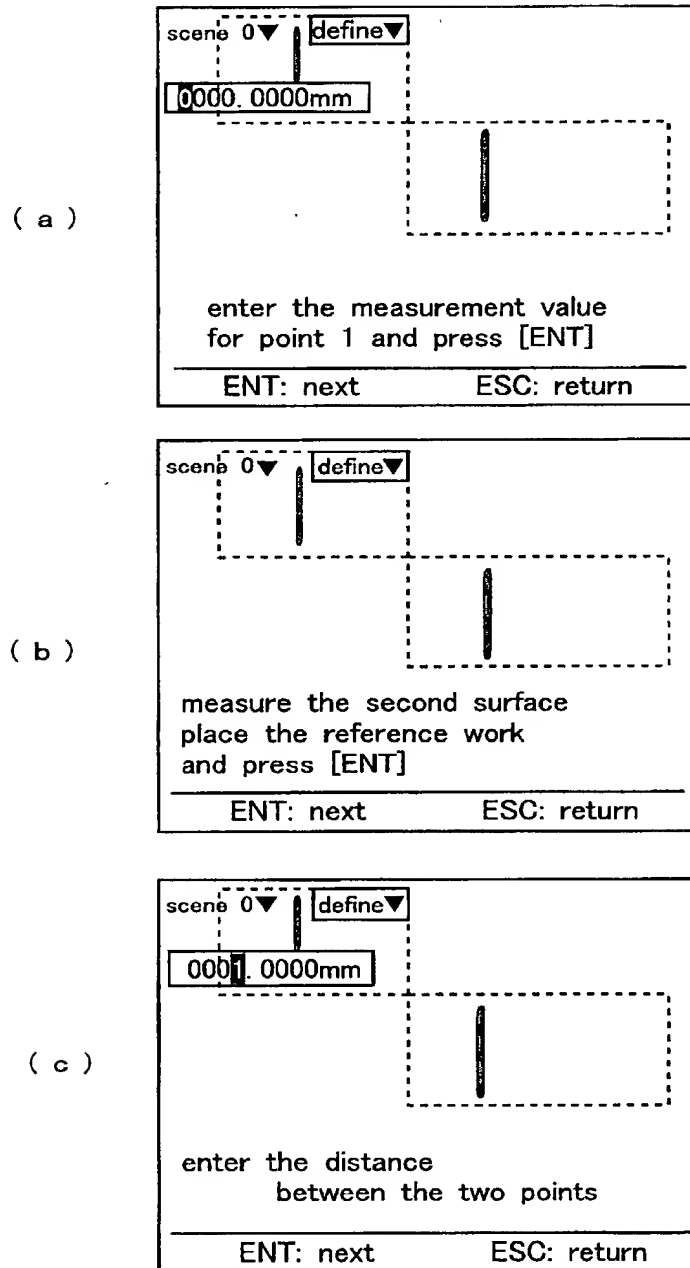 scene 0▼ define▼
0000. 0000mm
( a )
enter the measurement value
for point 1 and press [ENT]
ENT: next ESC: return
scene 0▼ define▼
( b )
measure the second surface
place the reference work
and press [ENT]
ENT: next ESC: return
scene 0▼ define▼
0001. 0000mm
( c )
enter the distance
between the two points
ENT: next ESC: return